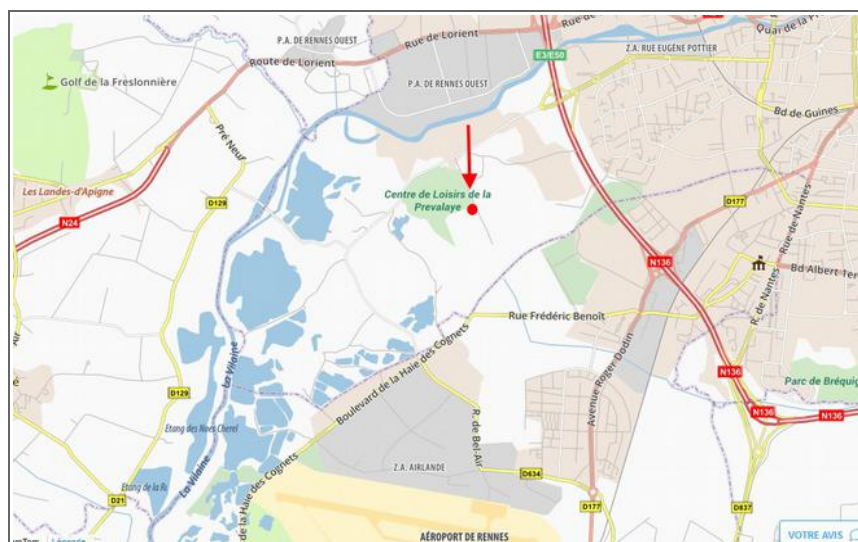 Quai de la P
P.A. DE RENNES OUEST
Rue de Lorient
Z.A. RUE EUGÈNE POTTIER
E3/E50
Route de Lorient
Golf de la Freslonnière
P.A. DE RENNES OUEST
Bd de Guines
Pré Neuf
Les Landes-d'Apigne
Centre de Loisirs de la
Prevalaye
D129
D177
N24
Rue de Nantes
N136
Bd Albert Ter
Rue Frédéric Benoît
R. de Nantes
La Vilaine
Boulevard de la Haie des Cognets
Avenue Roger Dodin
N136
Parc de Bréquig
D129
N136
N136
R. de Bel-Air
Etang des Noes Cherel
Z.A. AIRLANDE
D634
La Vilaine
Etang de la
D21
de la Haie des Cognets
D177
D837
AÉROPORT DE RENNES
VOTRE AVIS